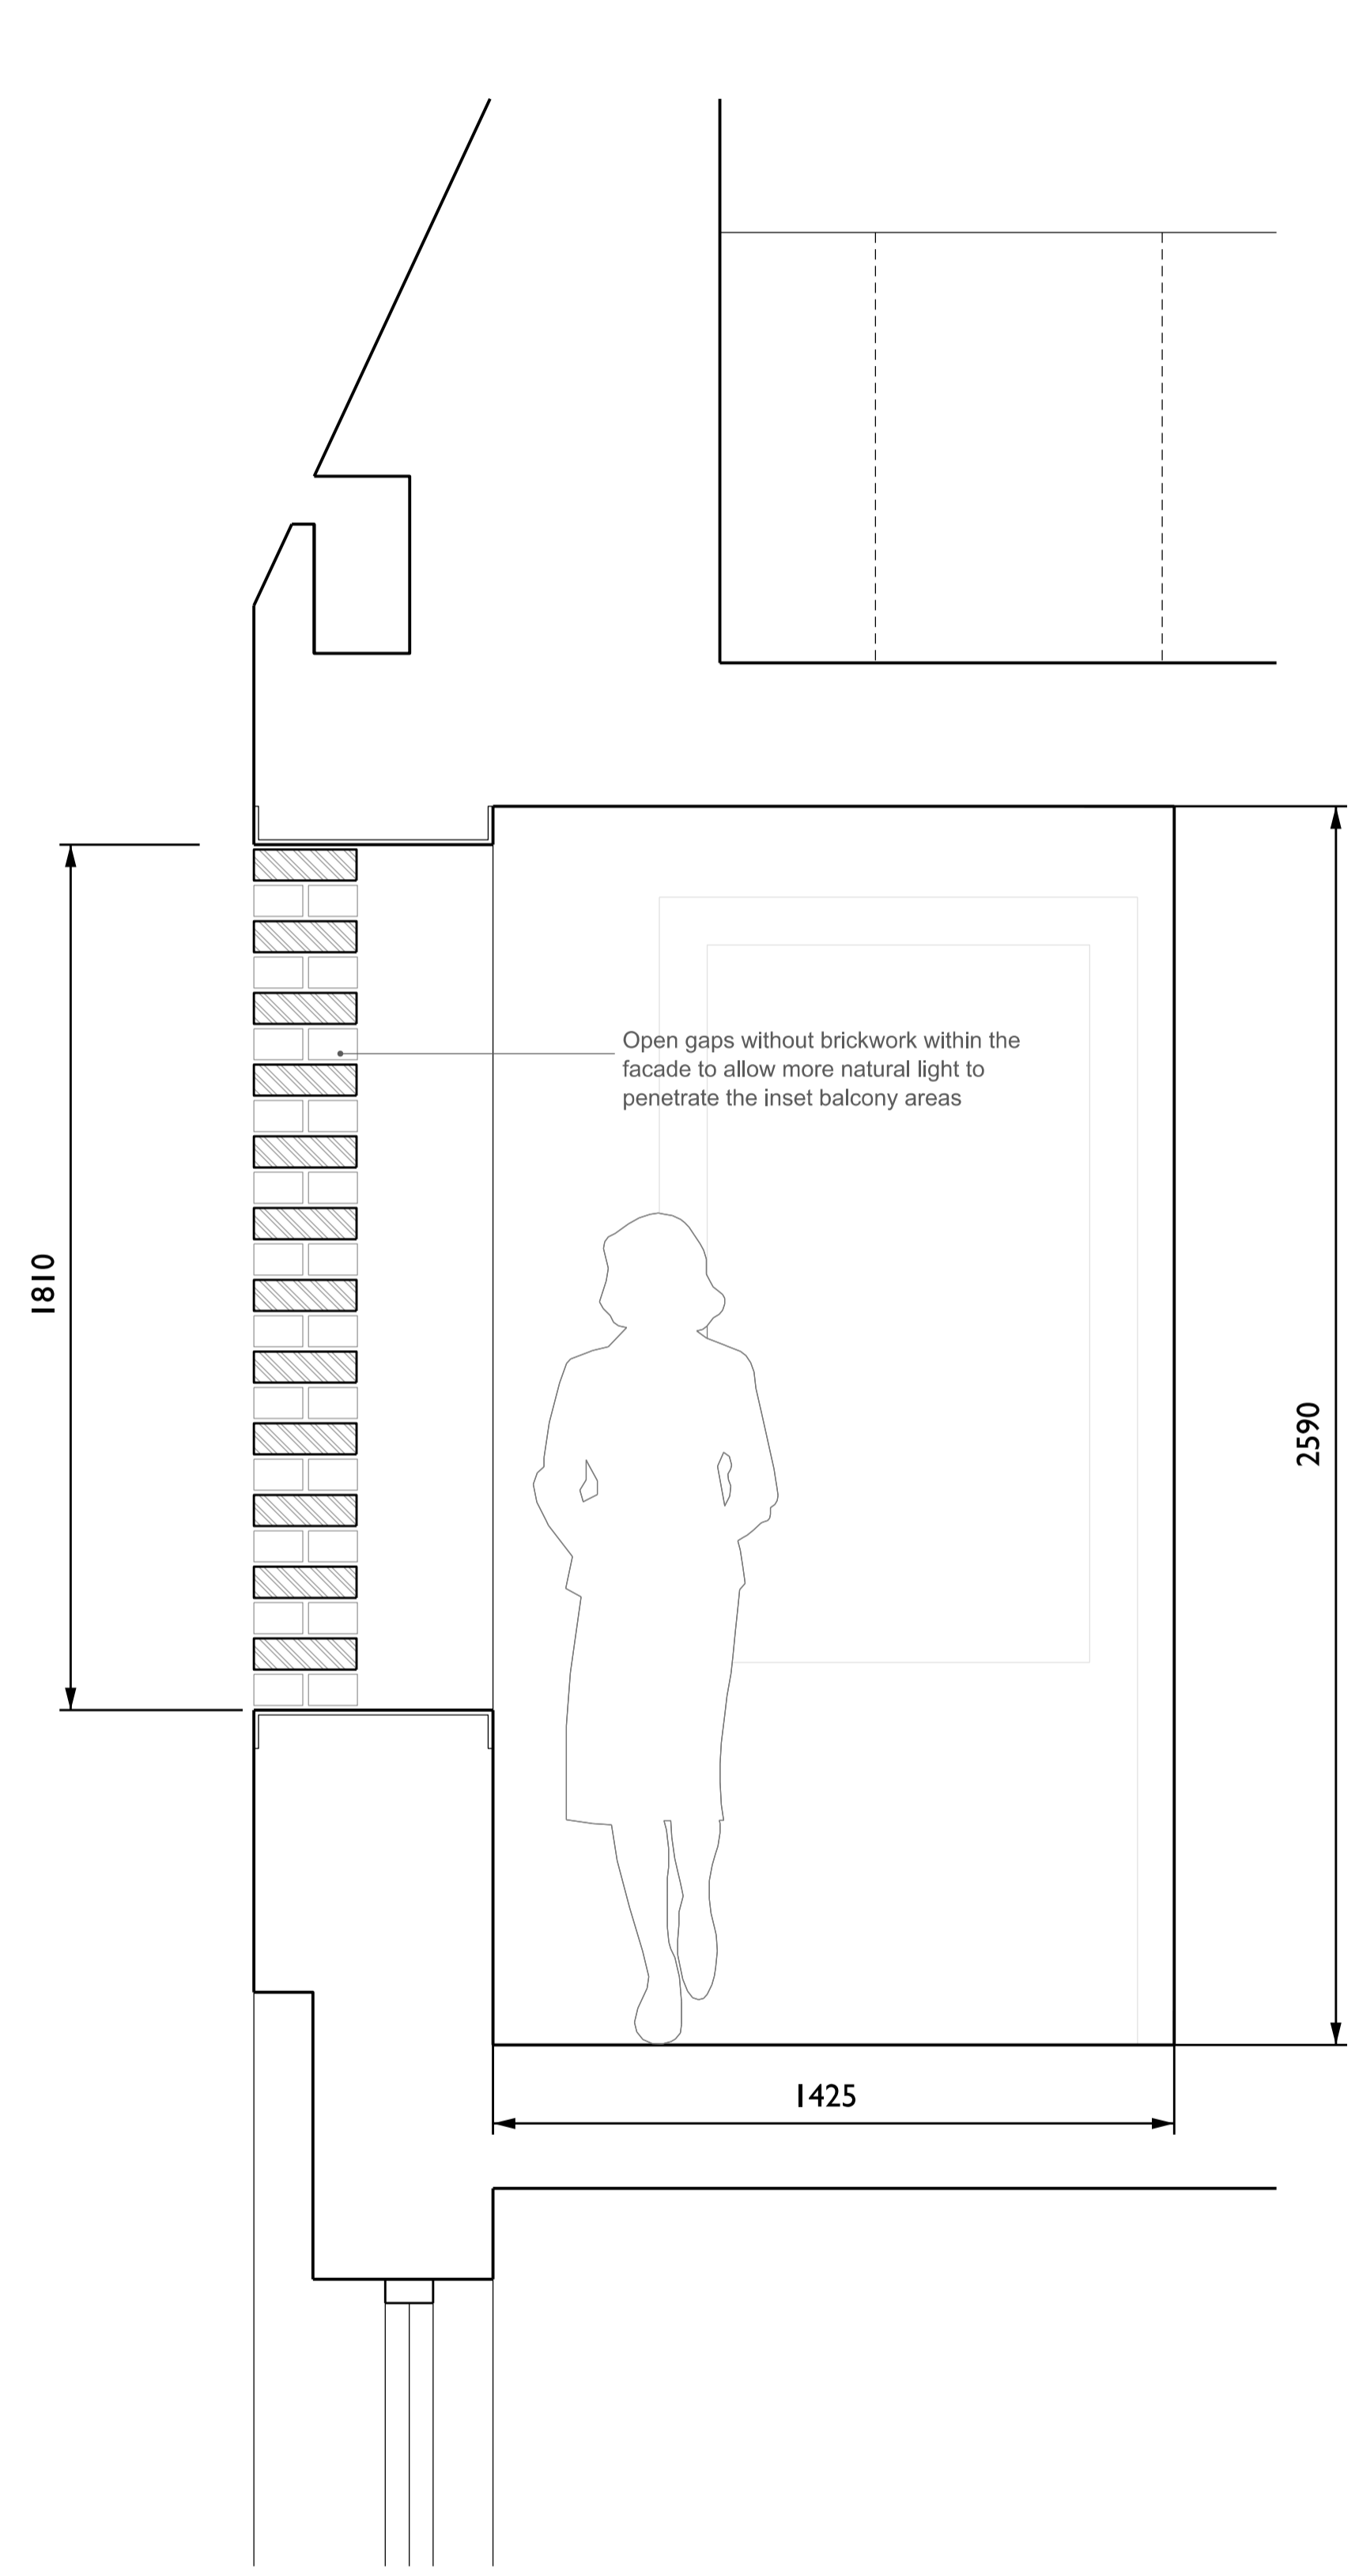 Open gaps without brickwork within the
facade to allow more natural light to
penetrate the inset balcony areas
1810
2590
1425